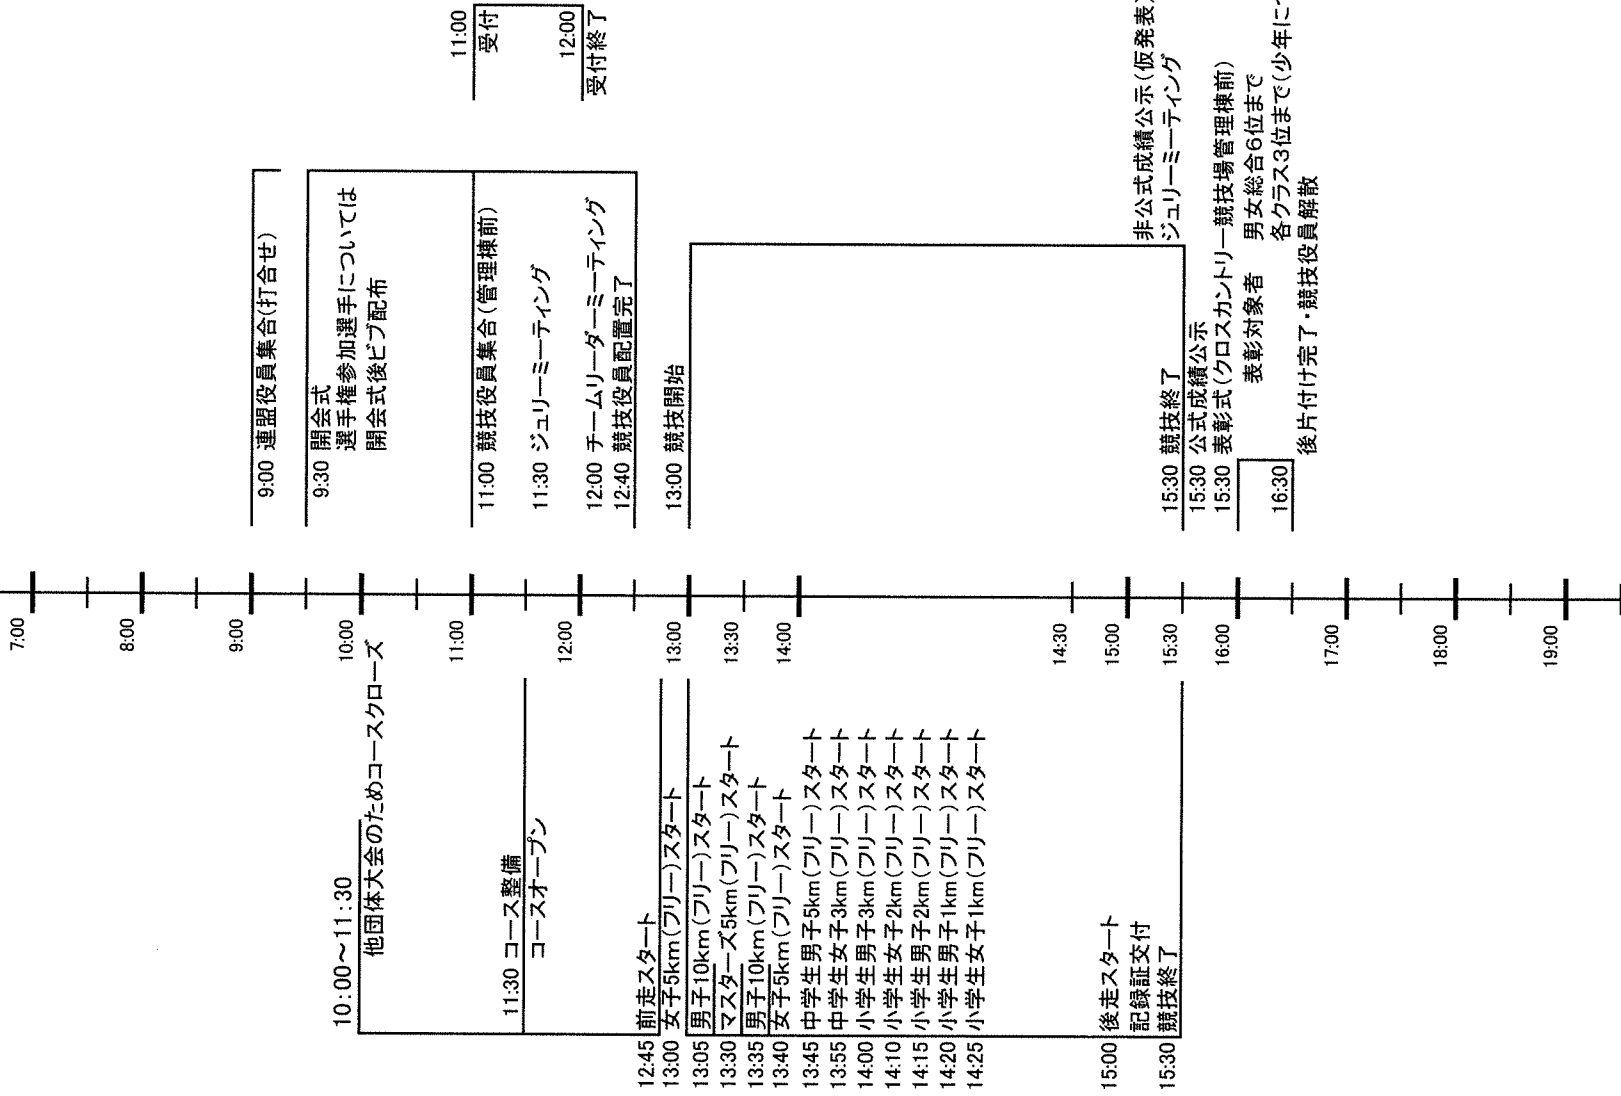 10:00～11:30
他団体大会のためコースクローズ
11:30 コース整備
コースオープン
12:45 前走スタート
13:00 女子5km(フリー)スタート
13:05 男子10km(フリー)スタート
13:30 マスターズ5km(フリー)スタート
13:35 男子10km(フリー)スタート
13:40 女子5km(フリー)スタート
13:45 中学生男子5km(フリー)スタート
13:55 中学生女子3km(フリー)スタート
14:00 小学生男子3km(フリー)スタート
14:10 小学生女子2km(フリー)スタート
14:15 小学生男子2km(フリー)スタート
14:20 小学生男子1km(フリー)スタート
14:25 小学生女子1km(フリー)スタート
15:00 後走スタート
記録証交付
15:30 競技終了
7:00
8:00
9:00
10:00
11:00
12:00
13:00
13:30
14:00
14:30
15:00
15:30
16:00
17:00
18:00
19:00
9:00 連盟役員集合(打合せ)
9:30 開会式
選手権参加選手については
開会式後ビブ配布
11:00 競技役員集合(管理棟前)
11:30 ジュリーミーティング
12:00 チームリーダーミーティング
12:40 競技役員配置完了
13:00 競技開始
15:30 競技終了
15:30 公式成績公示
15:30 表彰式(クロスカントリー競技場管理棟前)
表彰対象者 男女総合6位まで
各クラス3位まで(少年に
16:30
後片付け完了・競技役員解散
11:00
受付
12:00
受付終了
非公式成績公示(仮発表)
ジュリーミーティング